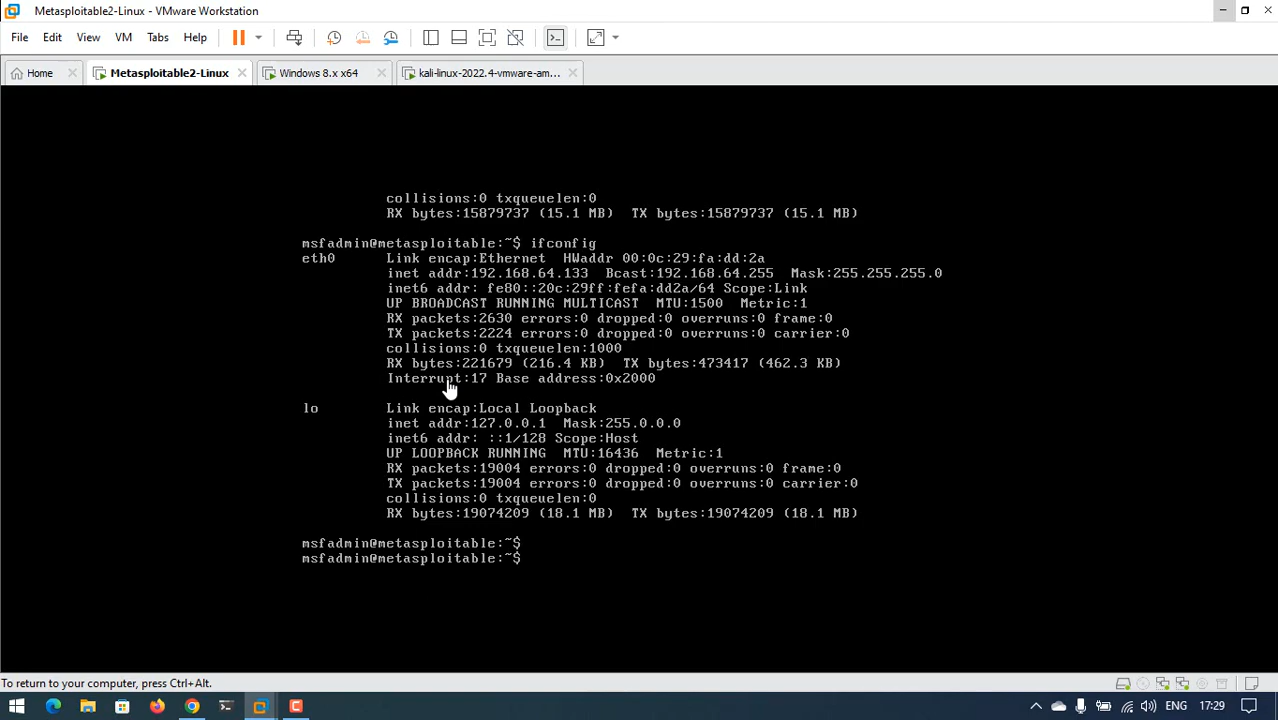 Metasploitable2-Linux - VMware Workstation
File Edit View VM Tabs Help
Home Metasploitable2-Linux Windows 8.x x64 kali-linux-2022.4-vmware-am...
collisions:0 txqueuelen:0
RX bytes:15879737 (15.1 MB) TX bytes:15879737 (15.1 MB)
msfadmin@metasploitable:~$ ifconfig
eth0 Link encap:Ethernet HWaddr 00:0c:29:fa:dd:2a
inet addr:192.168.64.133 Bcast:192.168.64.255 Mask:255.255.255.0
inet6 addr: fe80::20c:29ff:fefa:dd2a/64 Scope:Link
UP BROADCAST RUNNING MULTICAST MTU:1500 Metric:1
RX packets:2630 errors:0 dropped:0 overruns:0 frame:0
TX packets:2224 errors:0 dropped:0 overruns:0 carrier:0
collisions:0 txqueuelen:1000
RX bytes:221679 (216.4 KB) TX bytes:473417 (462.3 KB)
Interrupt:17 Base address:0x2000
lo Link encap:Local Loopback
inet addr:127.0.0.1 Mask:255.0.0.0
inet6 addr: ::1/128 Scope:Host
UP LOOPBACK RUNNING MTU:16436 Metric:1
RX packets:19004 errors:0 dropped:0 overruns:0 frame:0
TX packets:19004 errors:0 dropped:0 overruns:0 carrier:0
collisions:0 txqueuelen:0
RX bytes:19074209 (18.1 MB) TX bytes:19074209 (18.1 MB)
msfadmin@metasploitable:~$
msfadmin@metasploitable:~$
To return to your computer, press Ctrl+Alt.
ENG 17:29